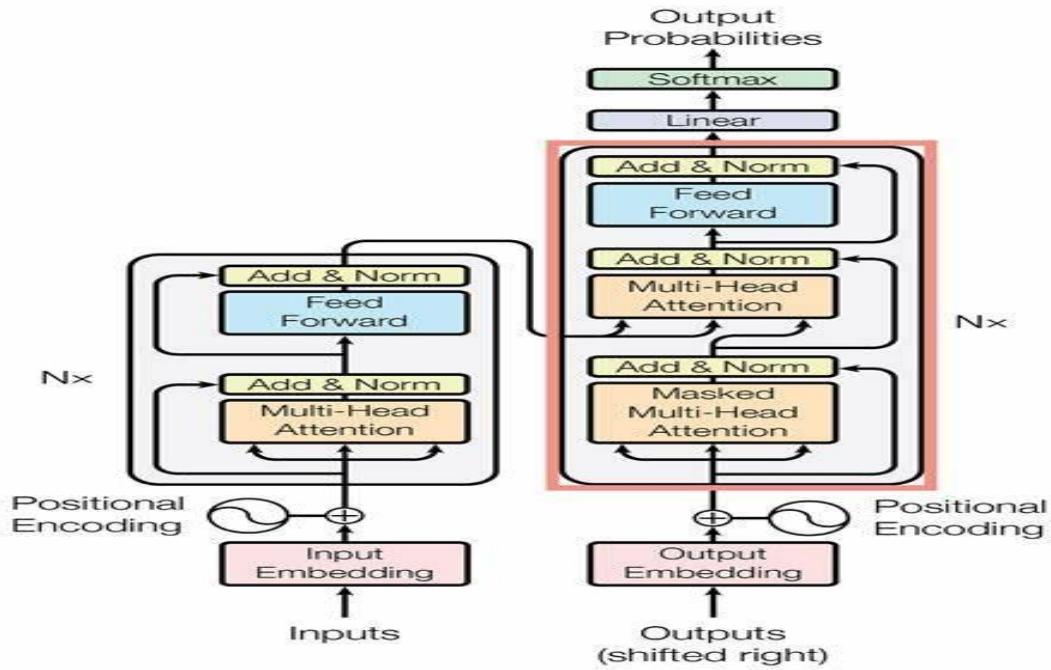 Output
Probabilities
Softmax
Linear
Add & Norm
Feed
Forward
Add & Norm
Multi-Head
Attention
Add & Norm
Masked
Multi-Head
Attention
Nx
Add & Norm
Feed
Forward
Add & Norm
Multi-Head
Attention
Nx
Positional
Encoding
Positional
Encoding
Input
Embedding
Output
Embedding
Inputs
Outputs
(shifted right)